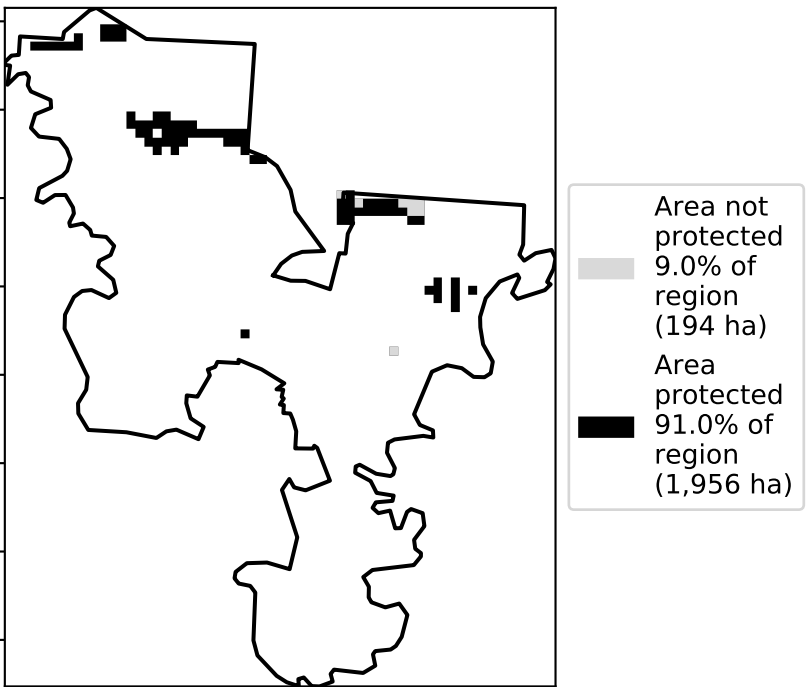 Area not
protected
9.0% of
region
(194 ha)
Area
protected
91.0% of
region
(1,956 ha)